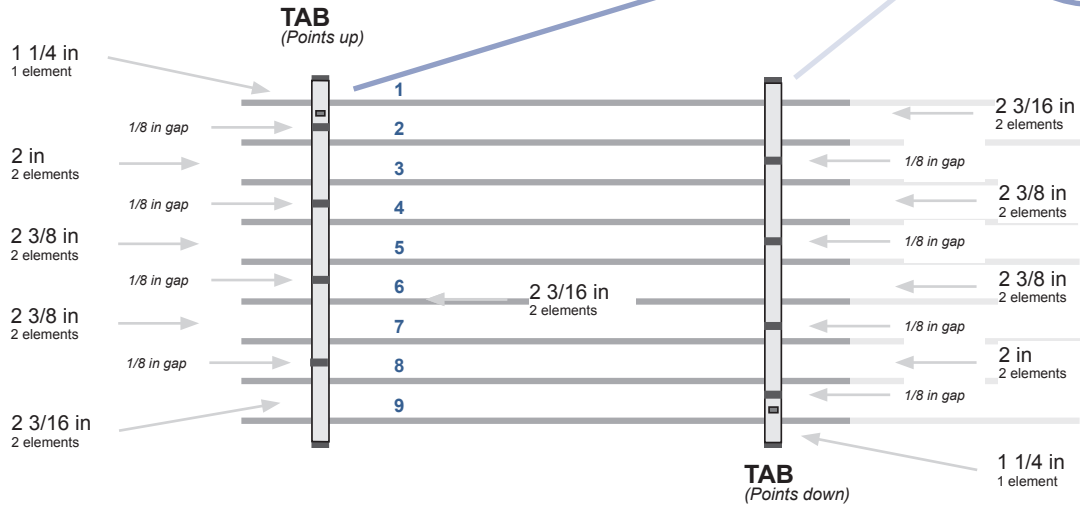 TAB
(Points up)
1 1/4 in
1 element
1/8 in gap
2 in
2 elements
1/8 in gap
2 3/8 in
2 elements
1/8 in gap
2 3/8 in
2 elements
1/8 in gap
2 3/16 in
2 elements
1
2
3
4
5
6
7
8
9
2 3/16 in
2 elements
2 3/16 in
2 elements
1/8 in gap
2 3/8 in
2 elements
1/8 in gap
2 3/8 in
2 elements
1/8 in gap
2 in
2 elements
1/8 in gap
1 1/4 in
1 element
TAB
(Points down)